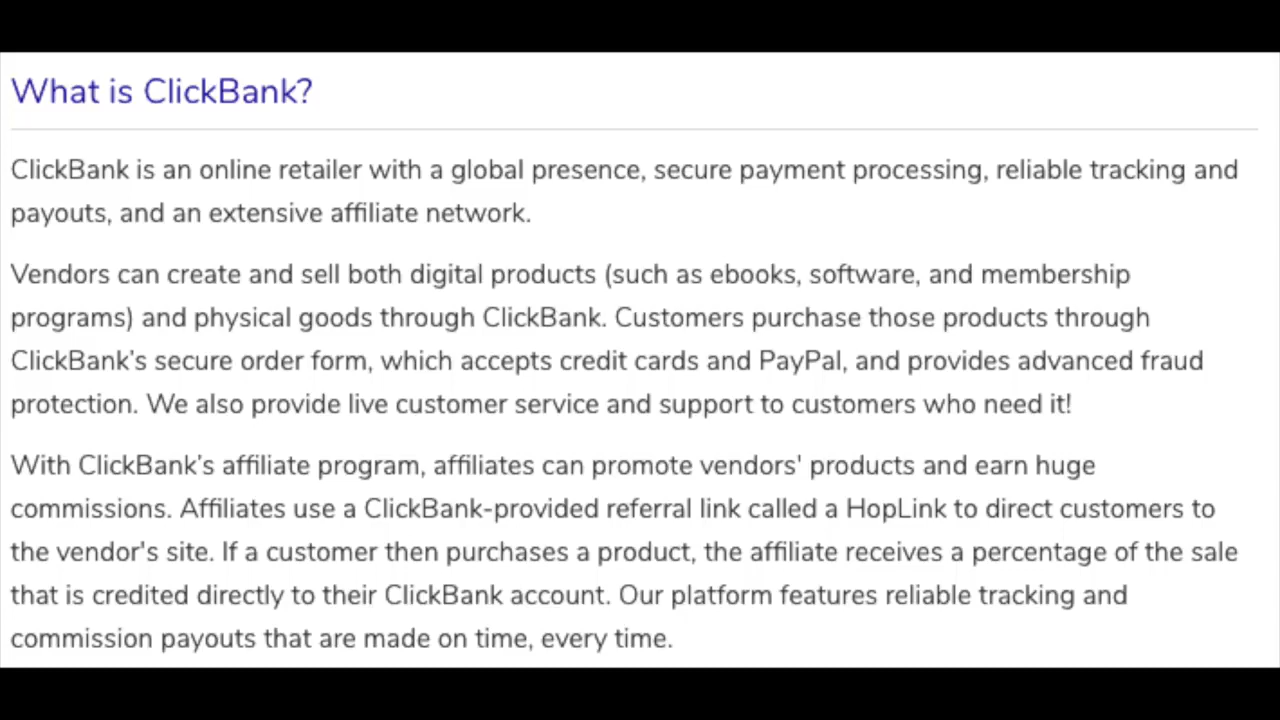 What is ClickBank?
ClickBank is an online retailer with a global presence, secure payment processing, reliable tracking and
payouts, and an extensive affiliate network.
Vendors can create and sell both digital products (such as ebooks, software, and membership
programs) and physical goods through ClickBank. Customers purchase those products through
ClickBank’s secure order form, which accepts credit cards and PayPal, and provides advanced fraud
protection. We also provide live customer service and support to customers who need it!
With ClickBank’s affiliate program, affiliates can promote vendors' products and earn huge
commissions. Affiliates use a ClickBank-provided referral link called a HopLink to direct customers to
the vendor's site. If a customer then purchases a product, the affiliate receives a percentage of the sale
that is credited directly to their ClickBank account. Our platform features reliable tracking and
commission payouts that are made on time, every time.